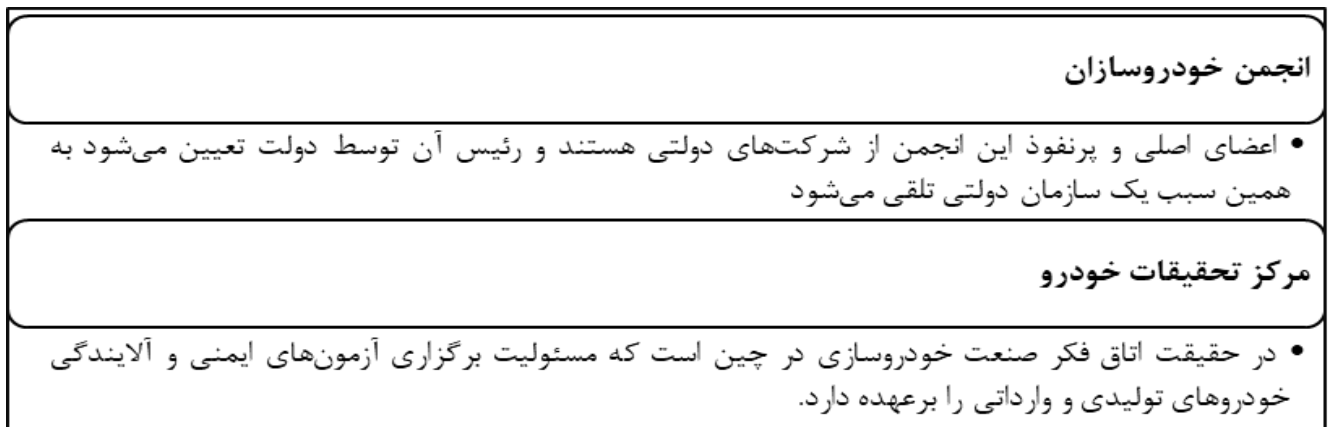 انجمن خودروسازان
• اعضای اصلی و پرنفوذ این انجمن از شرکت‌های دولتی هستند و رئیس آن توسط دولت تعیین می‌شود به
همین سبب یک سازمان دولتی تلقی می‌شود
مرکز تحقیقات خودرو
• در حقیقت اتاق فکر صنعت خودروسازی در چین است که مسئولیت برگزاری آزمون‌های ایمنی و آلایندگی
خودروهای تولیدی و وارداتی را برعهده دارد.